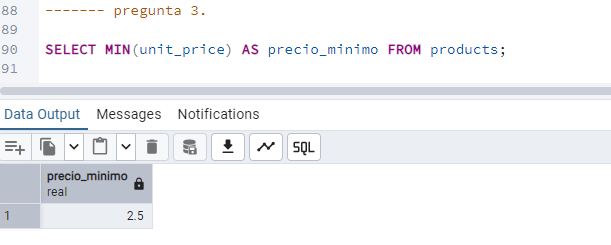 88 ------- pregunta 3.
89
90 SELECT MIN(unit_price) AS precio_minimo FROM products;
91
Data Output Messages Notifications
SQL
precio_minimo
real
1 2.5